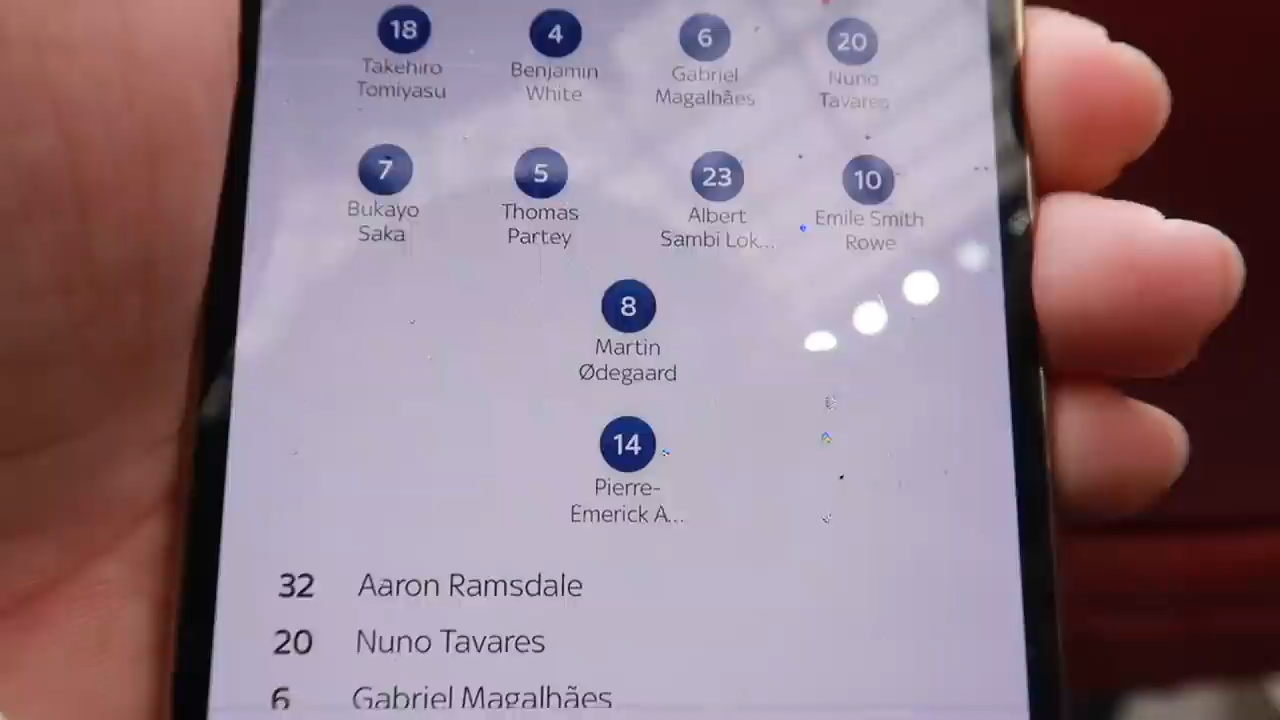 18 4 6 20
Takehiro Benjamin Gabriel Nuno
Tomiyasu White Magalhães Tavares
7 5 23 10
Bukayo Thomas Albert Emile Smith
Saka Partey Sambi Lok... Rowe
8
Martin
Ødegaard
14
Pierre-
Emerick A...
32 Aaron Ramsdale
20 Nuno Tavares
6 Gabriel Magalhães